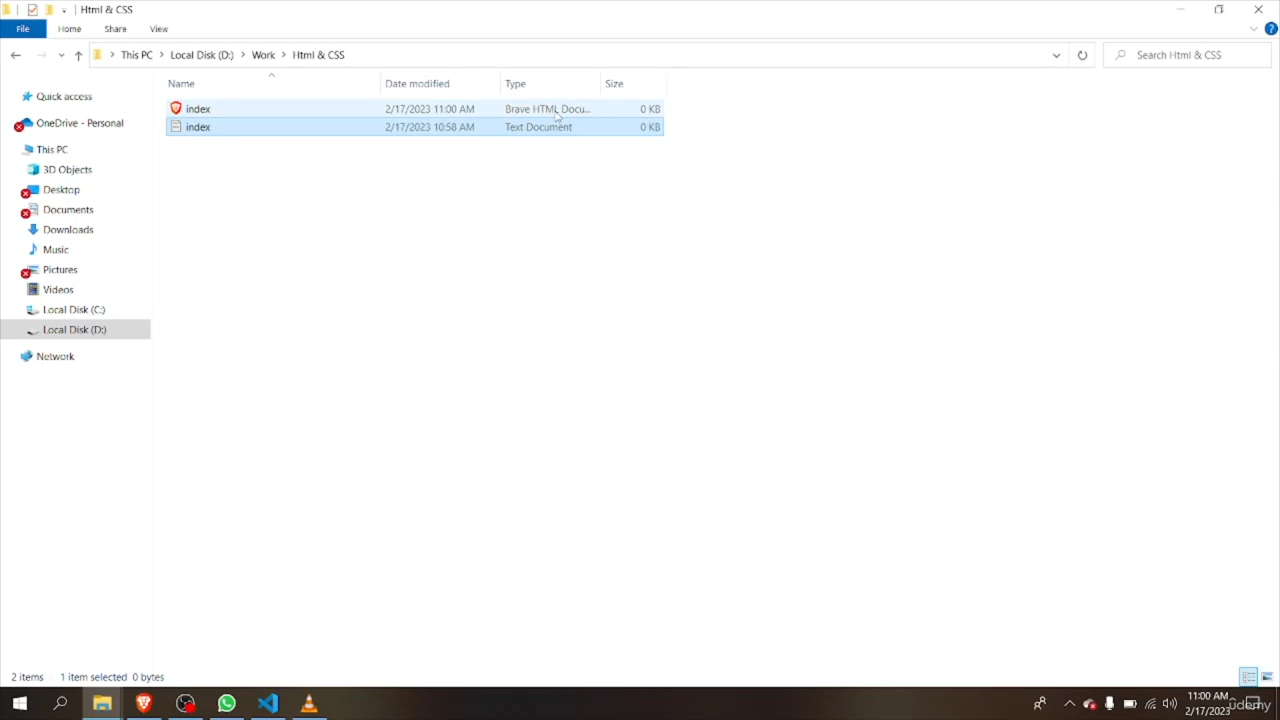 Html & CSS
File Home Share View
This PC Local Disk (D:) Work Html & CSS
Search Html & CSS
Name Date modified Type Size
Quick access
index 2/17/2023 11:00 AM Brave HTML Docu... 0 KB
OneDrive - Personal
index 2/17/2023 10:58 AM Text Document 0 KB
This PC
3D Objects
Desktop
Documents
Downloads
Music
Pictures
Videos
Local Disk (C:)
Local Disk (D:)
Network
2 items 1 item selected 0 bytes
11:00 AM
2/17/2023
udemy